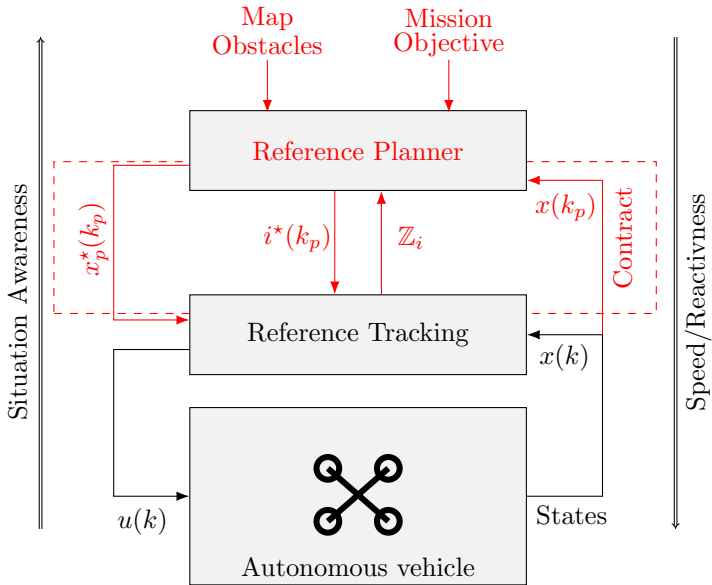 Map
Obstacles
Mission
Objective
Reference Planner
Situation Awareness
Speed/Reactivness
Contract
x_p^⋆(k_p)
i^⋆(k_p)
ℤ_i
x(k_p)
Reference Tracking
x(k)
u(k)
States
Autonomous vehicle